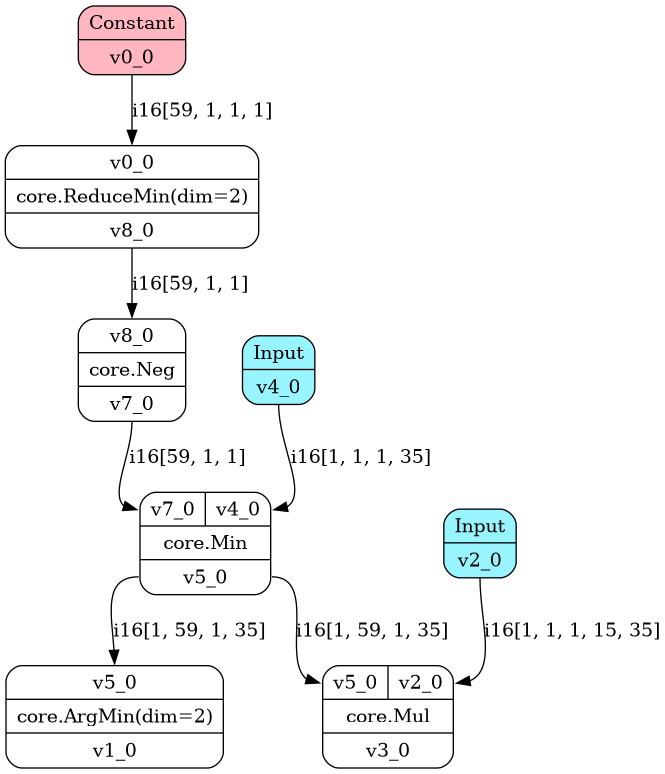 Constant
v0_0
i16[59, 1, 1, 1]
v0_0
core.ReduceMin(dim=2)
v8_0
i16[59, 1, 1]
v8_0
core.Neg
v7_0
Input
v4_0
i16[59, 1, 1]
i16[1, 1, 1, 35]
v7_0
v4_0
core.Min
v5_0
Input
v2_0
i16[1, 59, 1, 35]
i16[1, 59, 1, 35]
i16[1, 1, 1, 15, 35]
v5_0
core.ArgMin(dim=2)
v1_0
v5_0
v2_0
core.Mul
v3_0